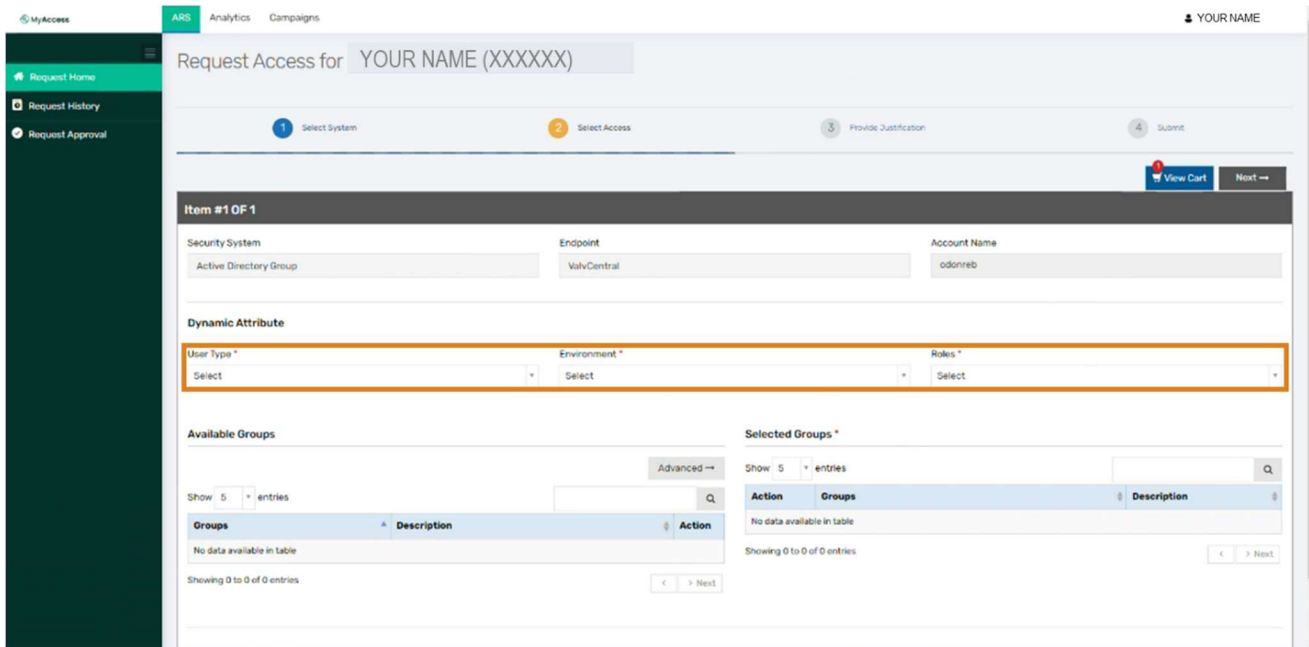 MyAccess
ARS Analytics Campaigns
YOUR NAME
Request Home
Request History
Request Approval
Request Access for YOUR NAME (XXXXXX)
1 Select System
2 Select Access
3 Provide Justification
4 Submit
1
View Cart
Next →
Item #1 OF 1
Security System Endpoint Account Name
Active Directory Group ValvCentral odonreb
Dynamic Attribute
User Type * Environment * Roles *
Select Select Select
Available Groups
Advanced →
Show 5 entries
Groups Description Action
No data available in table
Showing 0 to 0 of 0 entries
< > Next
Selected Groups *
Show 5 entries
Action Groups Description
No data available in table
Showing 0 to 0 of 0 entries
< > Next